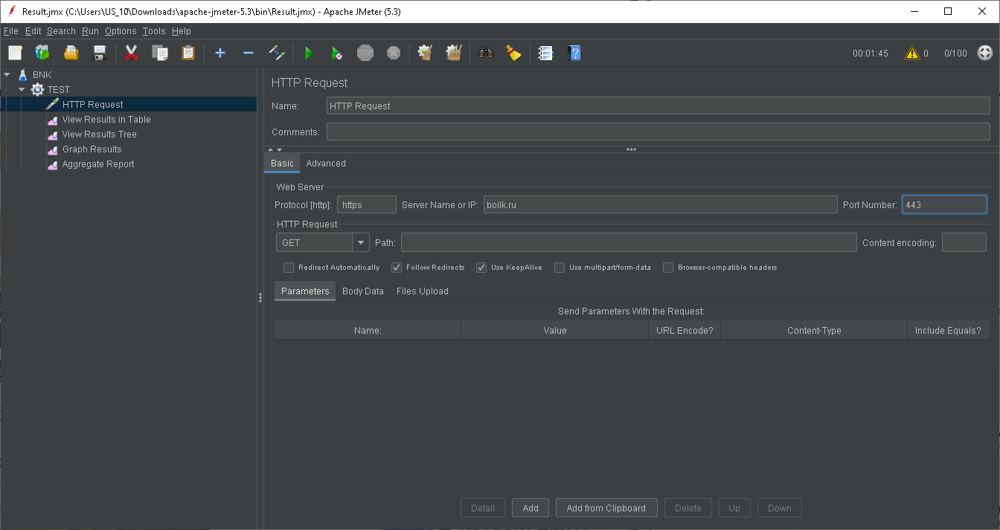 Result.jmx (C:\Users\US_10\Downloads\apache-jmeter-5.3\bin\Result.jmx) - Apache JMeter (5.3)
File Edit Search Run Options Tools Help
STOP 00:01:45 0 0/100
BNK
TEST
HTTP Request
View Results in Table
View Results Tree
Graph Results
Aggregate Report
HTTP Request
Name: HTTP Request
Comments:
Basic Advanced
Web Server
Protocol [http]: https Server Name or IP: boilk.ru Port Number: 443
HTTP Request
GET Path: Content encoding:
Redirect Automatically Follow Redirects Use KeepAlive Use multipart/form-data Browser-compatible headers
Parameters Body Data Files Upload
Send Parameters With the Request:
Name: Value URL Encode? Content-Type Include Equals?
Detail Add Add from Clipboard Delete Up Down